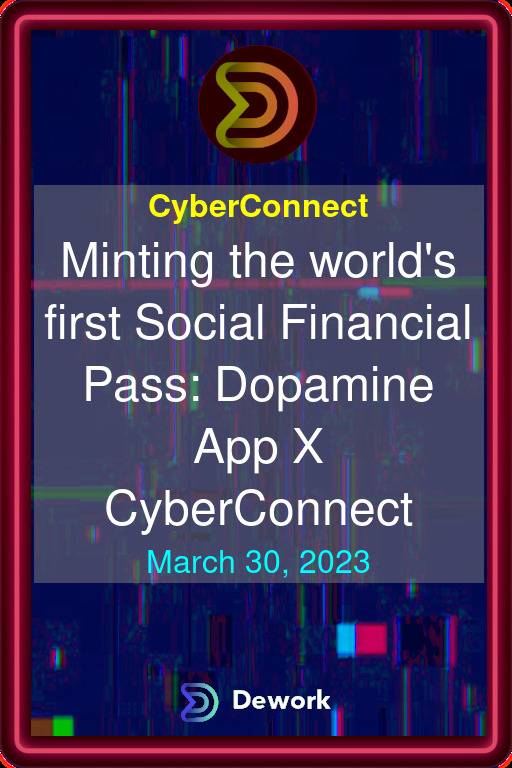 CyberConnect
Minting the world's
first Social Financial
Pass: Dopamine
App X
CyberConnect
March 30, 2023
Dework